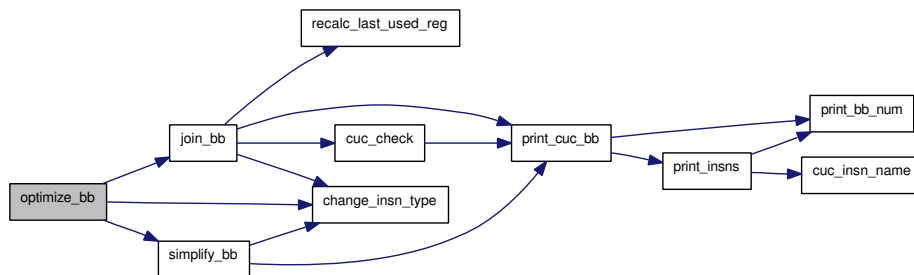 recalc_last_used_reg
print_bb_num
join_bb
cuc_check
print_cuc_bb
print_insns
cuc_insn_name
optimize_bb
change_insn_type
simplify_bb